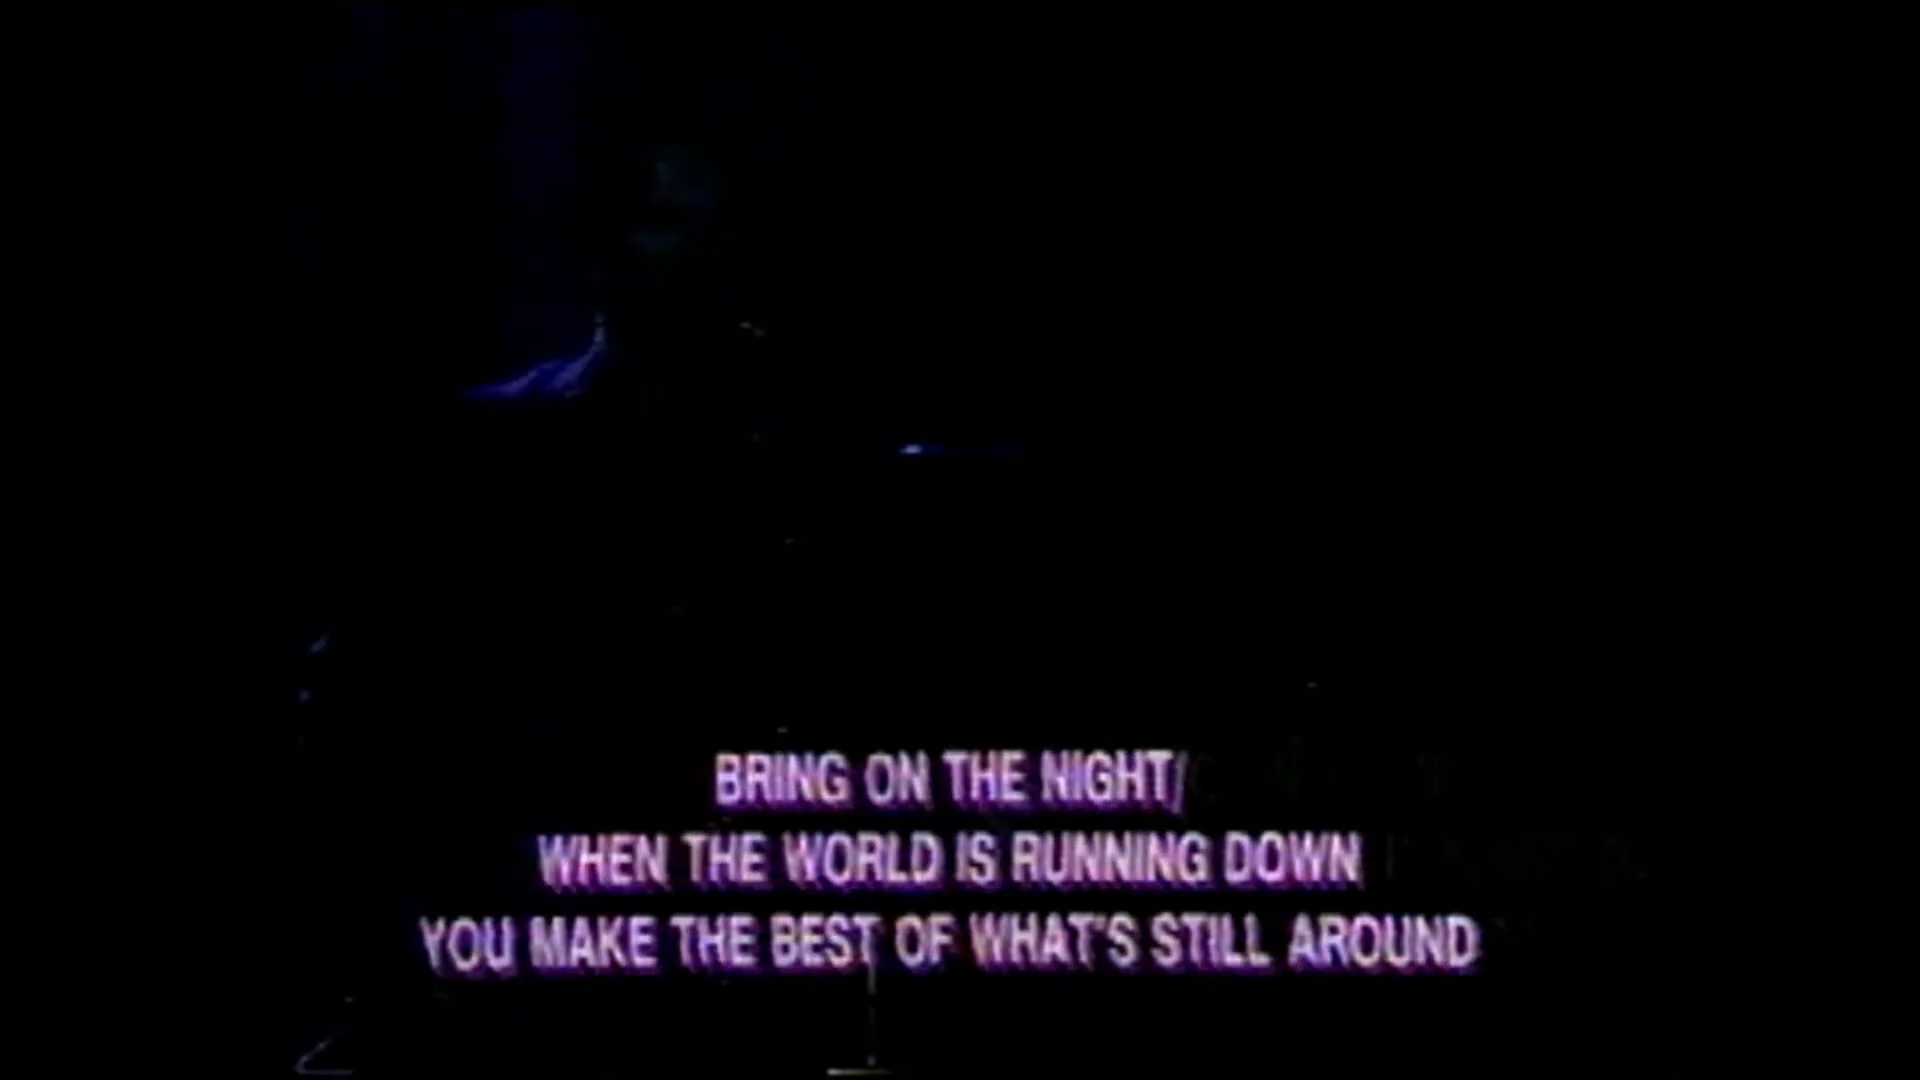 BRING ON THE NIGHT/
WHEN THE WORLD IS RUNNING DOWN
YOU MAKE THE BEST OF WHAT'S STILL AROUND